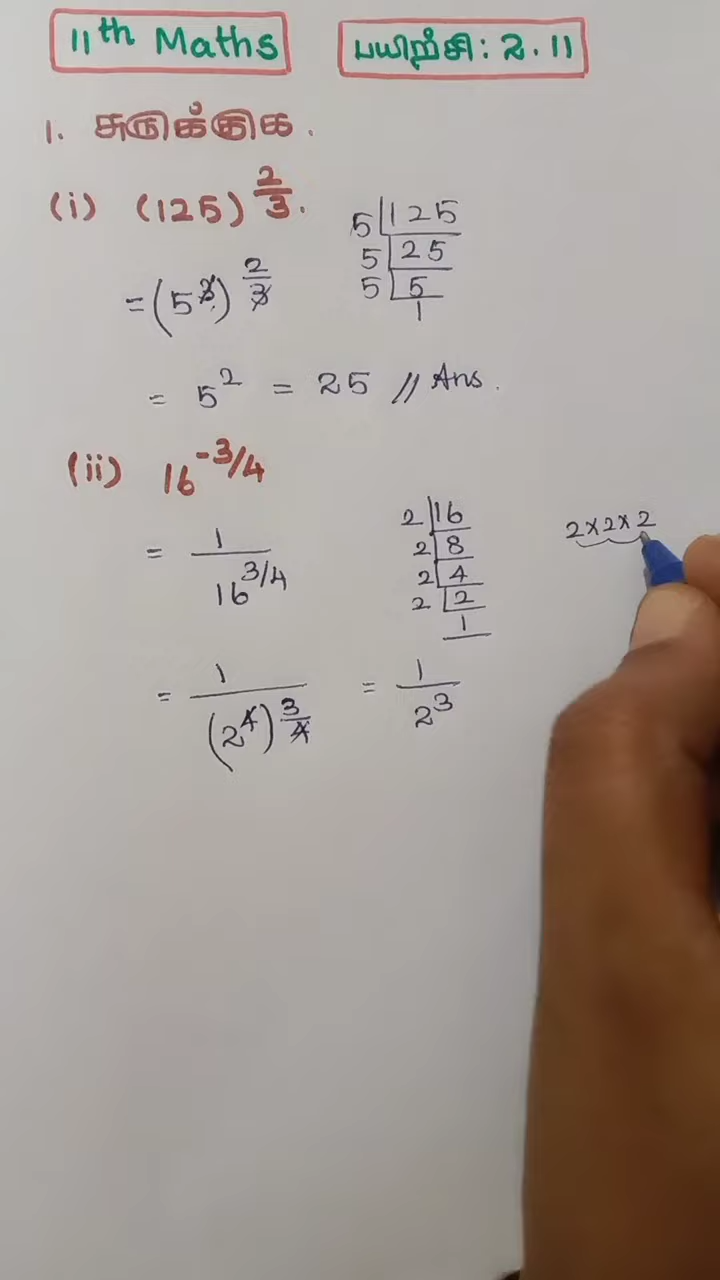 11th Maths
பயிற்சி: 2.11
1. சுருக்குக.
(i) (125)^{2/3}.
5|125
5|25
5|5
1
= (5^3)^{2/3}
= 5^2 = 25 // Ans.
(ii) 16^{-3/4}
= 1/16^{3/4}
2|16
2|8
2|4
2|2
1
2×2×2
= 1/(2^4)^{3/4} = 1/2^3